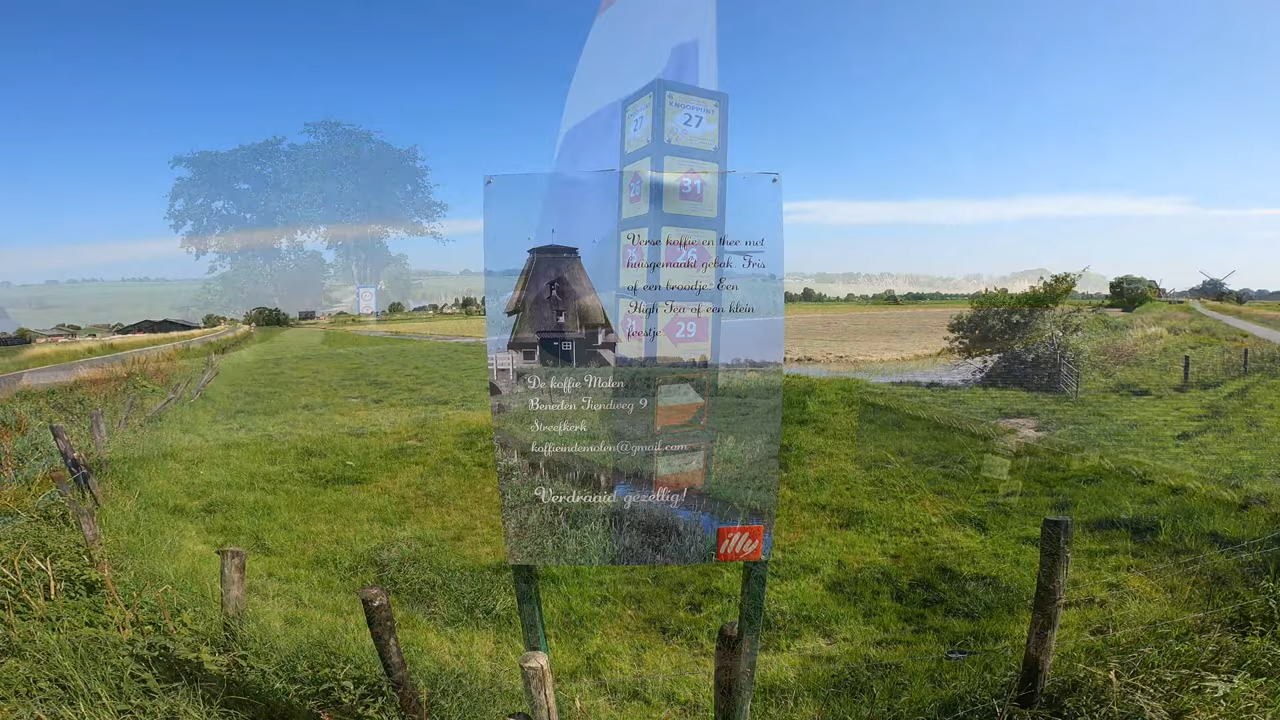 KNOOPPUNT
27
27
31
26
29
Verse koffie en thee met
huisgemaakt gebak. Fris
of een broodje. Een
High Tea of een klein
feestje.
De koffie Molen
Beneden Tiendweg 9
Streefkerk
koffieindemolen@gmail.com
Verdraaid gezellig!
illy